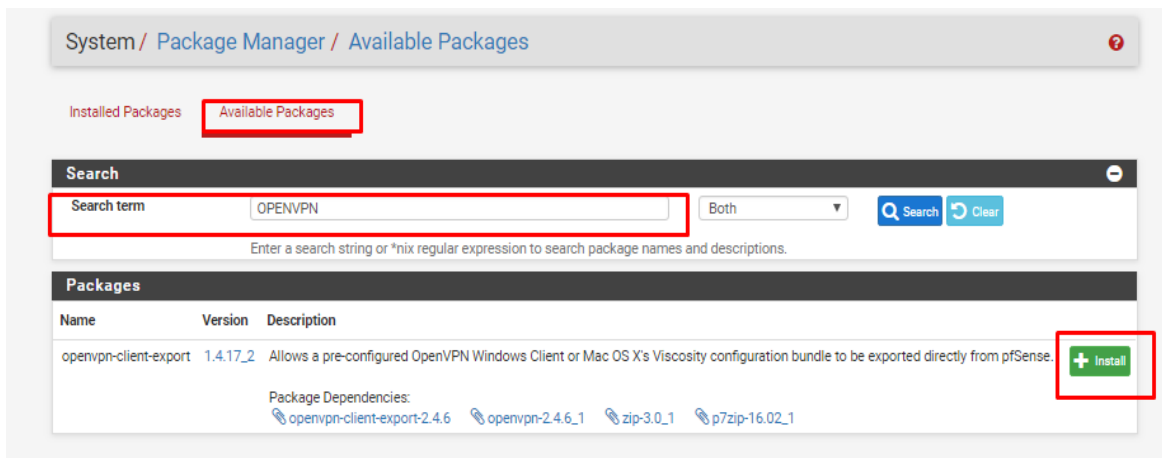 System / Package Manager / Available Packages
Installed Packages Available Packages
Search
Search term OPENVPN Both Search Clear
Enter a search string or *nix regular expression to search package names and descriptions.
Packages
Name Version Description
openvpn-client-export 1.4.17_2 Allows a pre-configured OpenVPN Windows Client or Mac OS X's Viscosity configuration bundle to be exported directly from pfSense. Install
Package Dependencies:
openvpn-client-export-2.4.6 openvpn-2.4.6_1 zip-3.0_1 p7zip-16.02_1